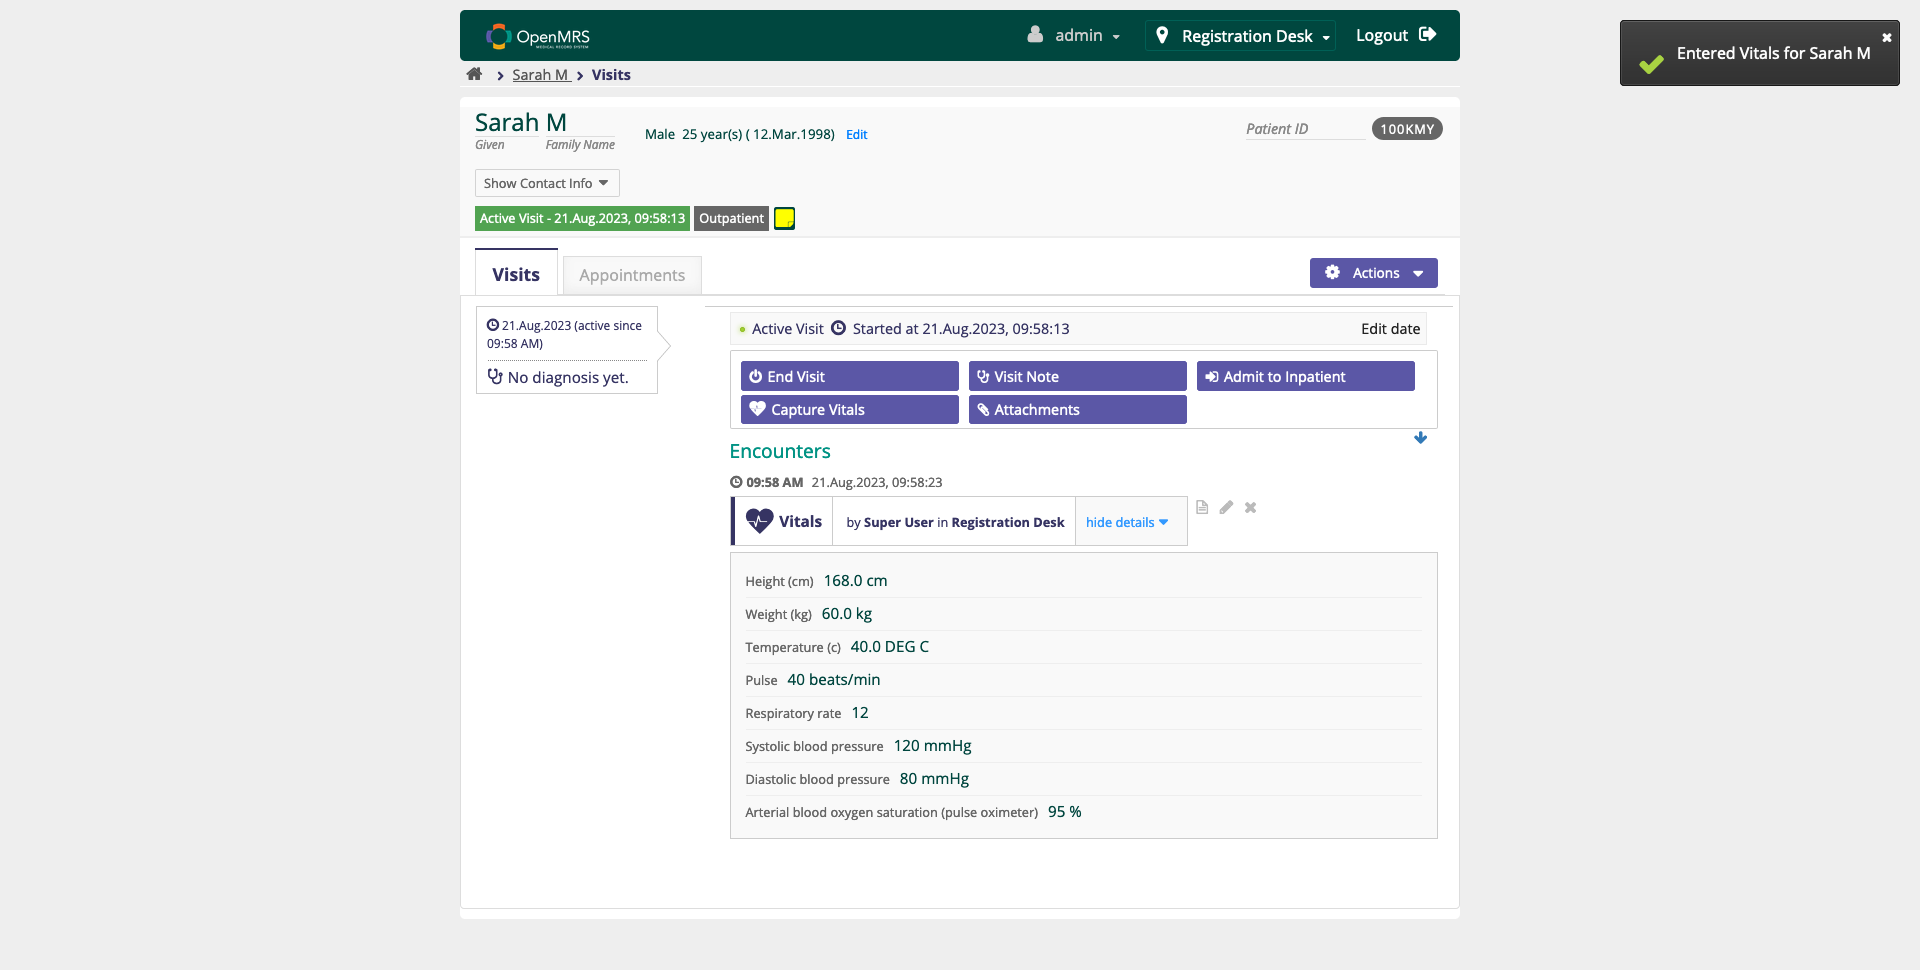 OpenMRS
MEDICAL RECORD SYSTEM
admin
Registration Desk
Logout
Entered Vitals for Sarah M
Sarah M
Visits
Sarah M
Given
Family Name
Male 25 year(s) ( 12.Mar.1998) Edit
Patient ID
100KMY
Show Contact Info
Active Visit - 21.Aug.2023, 09:58:13
Outpatient
Visits
Appointments
Actions
21.Aug.2023 (active since
09:58 AM)
No diagnosis yet.
Active Visit Started at 21.Aug.2023, 09:58:13
Edit date
End Visit
Visit Note
Admit to Inpatient
Capture Vitals
Attachments
Encounters
09:58 AM 21.Aug.2023, 09:58:23
Vitals
by Super User in Registration Desk
hide details
Height (cm) 168.0 cm
Weight (kg) 60.0 kg
Temperature (c) 40.0 DEG C
Pulse 40 beats/min
Respiratory rate 12
Systolic blood pressure 120 mmHg
Diastolic blood pressure 80 mmHg
Arterial blood oxygen saturation (pulse oximeter) 95 %